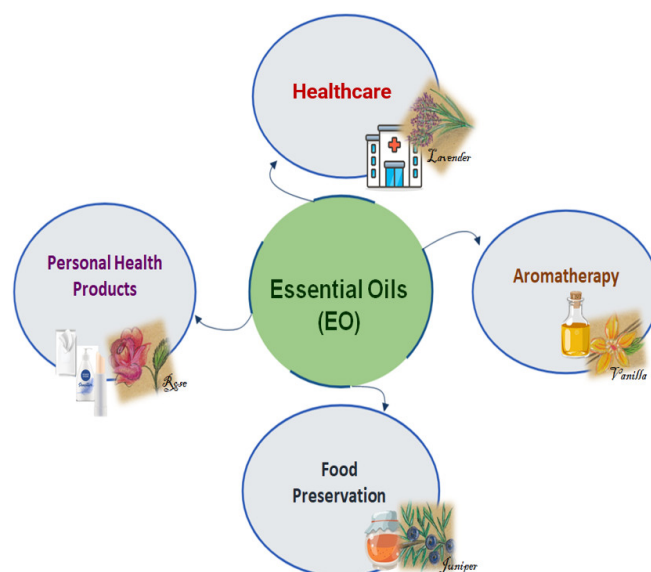 Healthcare
Lavender
Personal Health
Products
Rose
Essential Oils
(EO)
Aromatherapy
Vanilla
Food
Preservation
Juniper